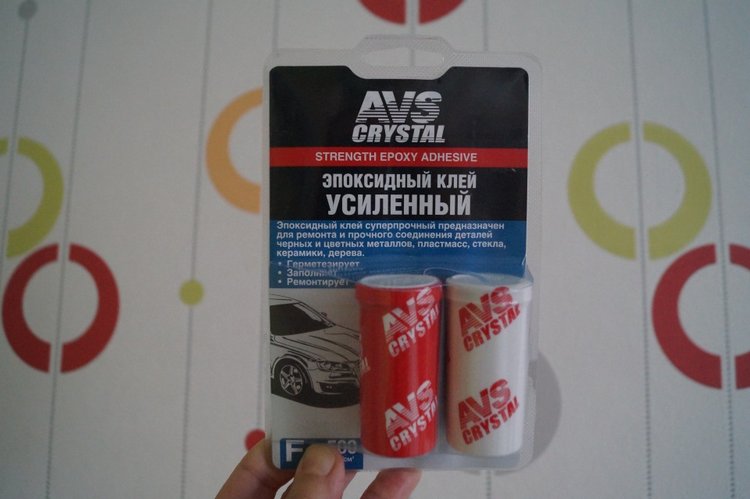 AVS
CRYSTAL
STRENGTH EPOXY ADHESIVE
ЭПОКСИДНЫЙ КЛЕЙ
УСИЛЕННЫЙ
Эпоксидный клей суперпрочный предназначен
для ремонта и прочного соединения деталей
черных и цветных металлов, пластмасс, стекла,
керамики, дерева.
• Герметезирует
• Заполняет
• Ремонтирует
AVS
CRYSTAL
AVS
CRYSTAL
AVS
CRYSTAL
AVS
CRYSTAL
F